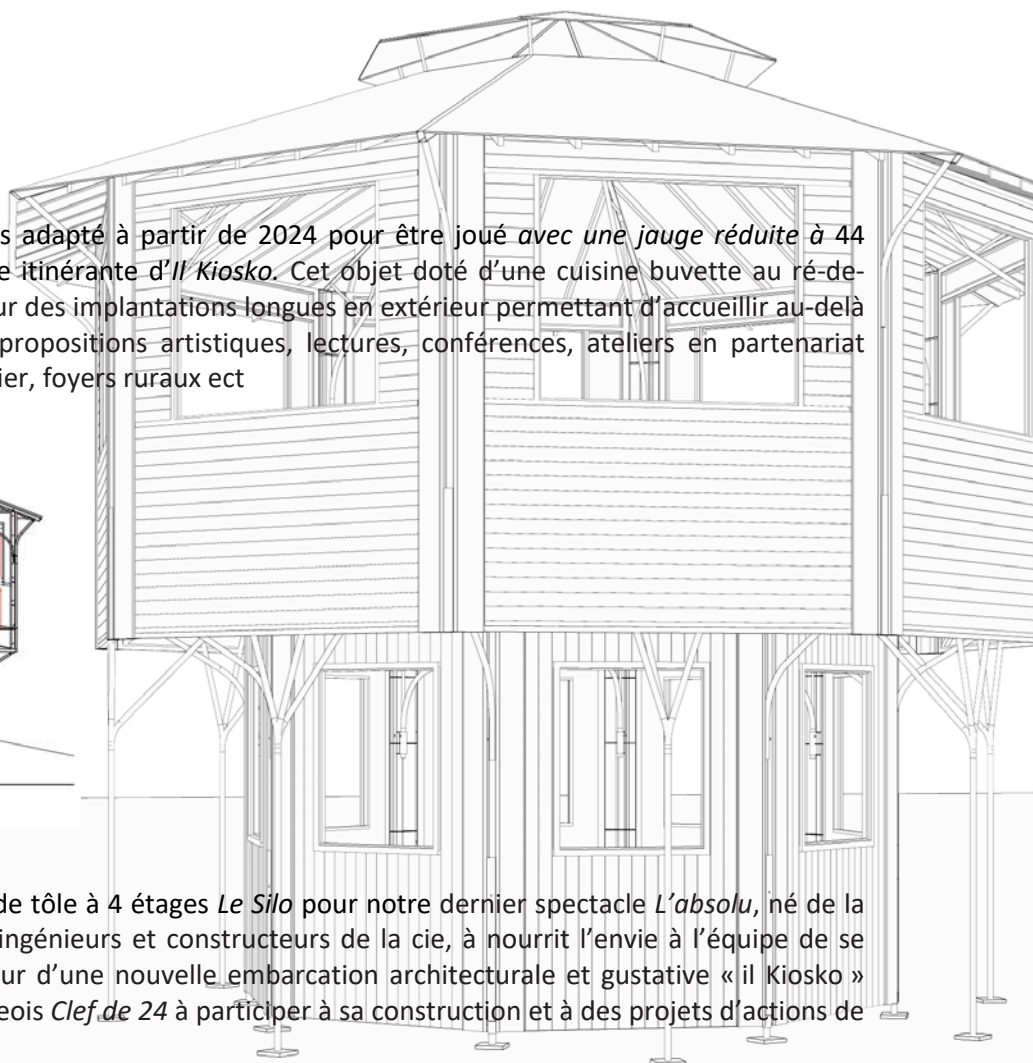 s adapté à partir de 2024 pour être joué avec une jauge réduite à 44
e itinérante d’Il Kiosko. Cet objet doté d’une cuisine buvette au ré-de-
ur des implantations longues en extérieur permettant d’accueillir au-delà
propositions artistiques, lectures, conférences, ateliers en partenariat
ier, foyers ruraux ect
de tôle à 4 étages Le Silo pour notre dernier spectacle L’absolu, né de la
ingénieurs et constructeurs de la cie, à nourrit l’envie à l’équipe de se
ur d’une nouvelle embarcation architecturale et gustative « il Kiosko »
eois Clef de 24 à participer à sa construction et à des projets d’actions de